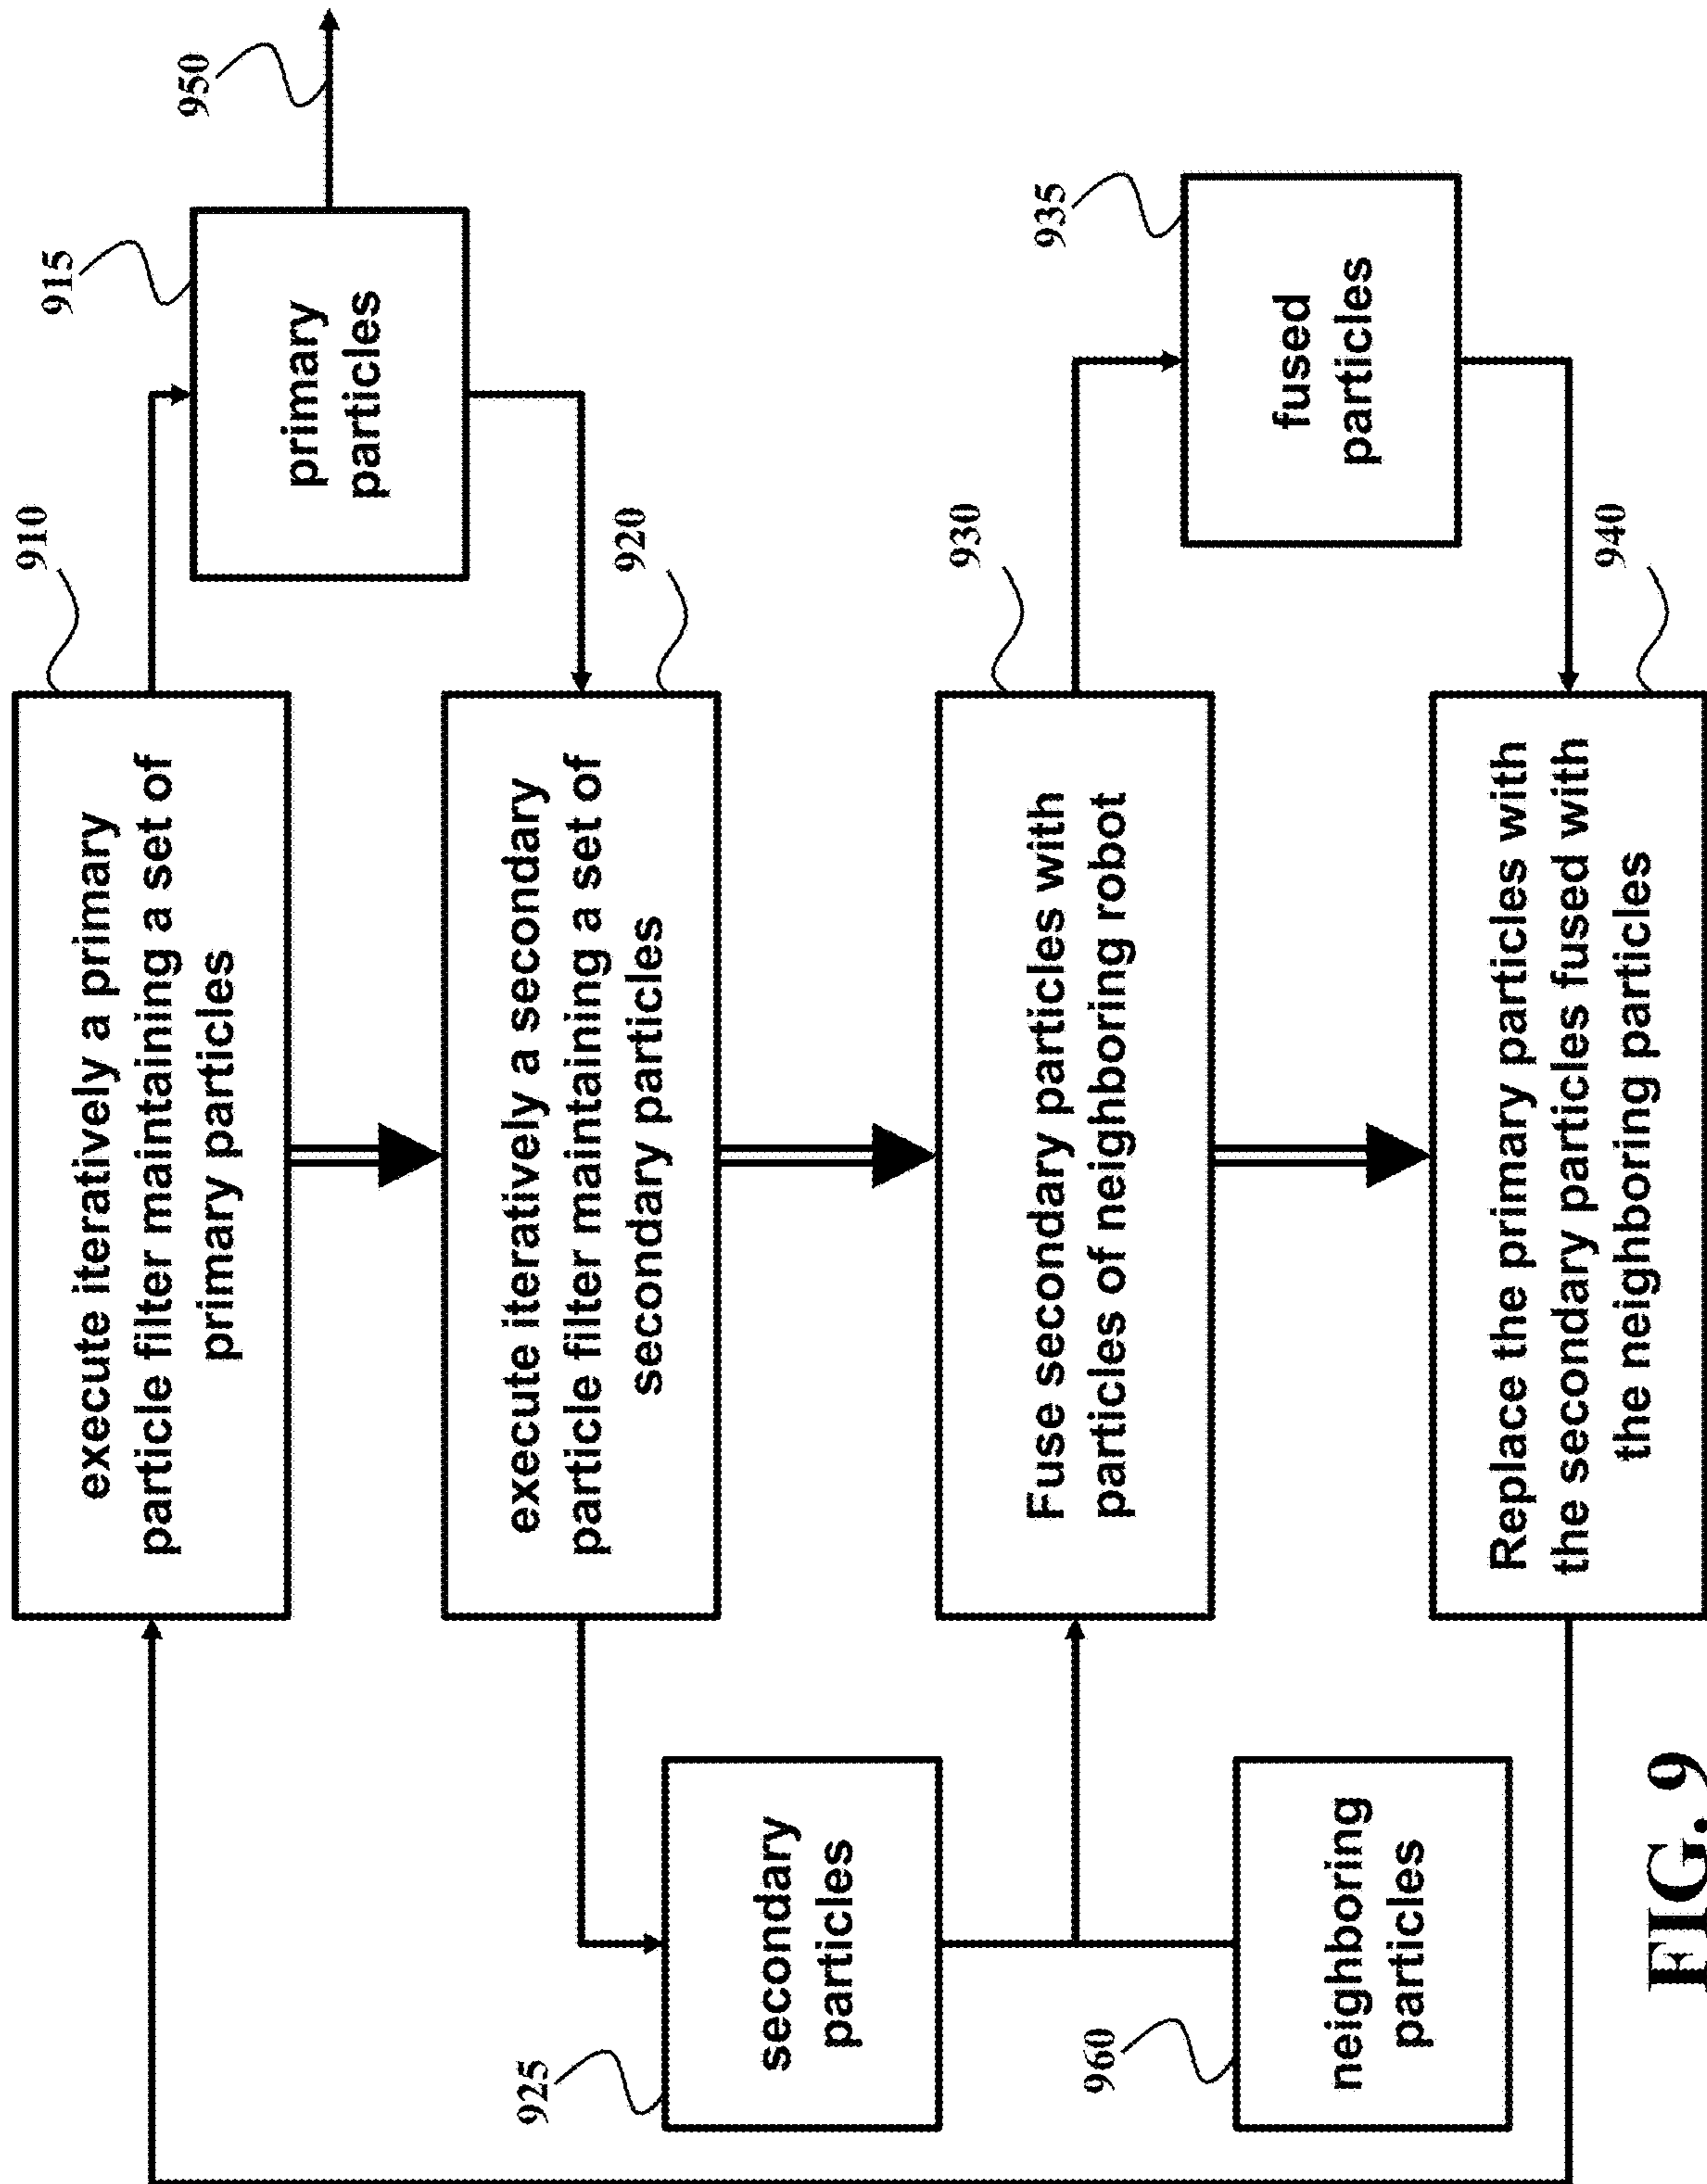 910
execute iteratively a primary
particle filter maintaining a set of
primary particles
915
primary
particles
950
920
execute iteratively a secondary
particle filter maintaining a set of
secondary particles
925
secondary
particles
930
Fuse secondary particles with
particles of neighboring robot
935
fused
particles
960
neighboring
particles
940
Replace the primary particles with
the secondary particles fused with
the neighboring particles
FIG. 9